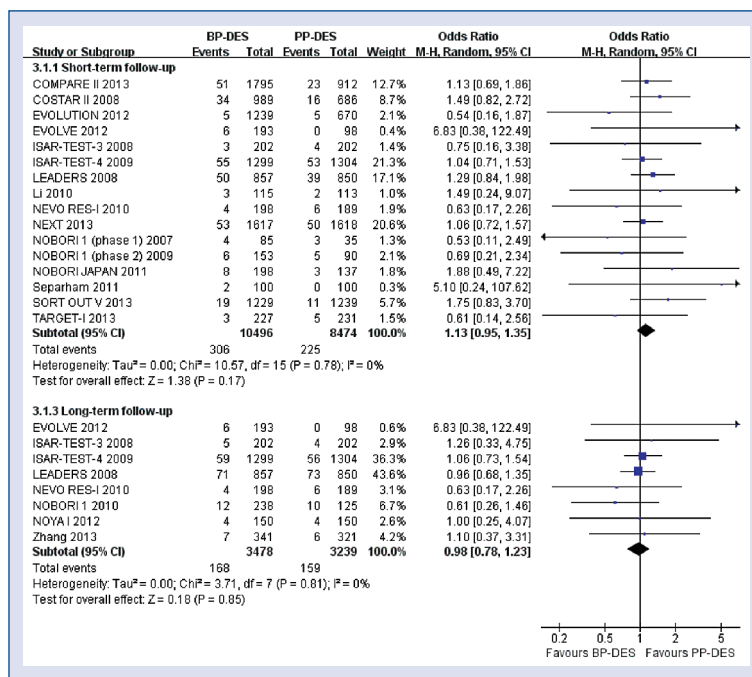 BP-DES PP-DES Odds Ratio Odds Ratio
Study or Subgroup Events Total Events Total Weight M-H, Random, 95% CI M-H, Random, 95% CI
3.1.1 Short-term follow-up
COMPARE II 2013 51 1795 23 912 12.7% 1.13 [0.69, 1.86]
COSTAR II 2008 34 989 16 686 8.7% 1.49 [0.82, 2.72]
EVOLUTION 2012 5 1239 5 670 2.1% 0.54 [0.16, 1.87]
EVOLVE 2012 6 193 0 98 0.4% 6.83 [0.38, 122.49]
ISAR-TEST-3 2008 3 202 4 202 1.4% 0.75 [0.16, 3.38]
ISAR-TEST-4 2009 55 1299 53 1304 21.3% 1.04 [0.71, 1.53]
LEADERS 2008 50 857 39 850 17.1% 1.29 [0.84, 1.98]
Li 2010 3 115 2 113 1.0% 1.49 [0.24, 9.07]
NEVO RES-I 2010 4 198 6 189 1.9% 0.63 [0.17, 2.26]
NEXT 2013 53 1617 50 1618 20.6% 1.06 [0.72, 1.57]
NOBORI 1 (phase 1) 2007 4 85 3 35 1.3% 0.53 [0.11, 2.49]
NOBORI 1 (phase 2) 2009 6 153 5 90 2.2% 0.69 [0.21, 2.34]
NOBORI JAPAN 2011 8 198 3 137 1.8% 1.88 [0.49, 7.22]
Separham 2011 2 100 0 100 0.3% 5.10 [0.24, 107.62]
SORT OUT V 2013 19 1229 11 1239 5.7% 1.75 [0.83, 3.70]
TARGET-I 2013 3 227 5 231 1.5% 0.61 [0.14, 2.56]
Subtotal (95% CI) 10496 8474 100.0% 1.13 [0.95, 1.35]
Total events 306 225
Heterogeneity: Tau² = 0.00; Chi² = 10.57, df = 15 (P = 0.78); I² = 0%
Test for overall effect: Z = 1.38 (P = 0.17)
3.1.3 Long-term follow-up
EVOLVE 2012 6 193 0 98 0.6% 6.83 [0.38, 122.49]
ISAR-TEST-3 2008 5 202 4 202 2.9% 1.26 [0.33, 4.75]
ISAR-TEST-4 2009 59 1299 56 1304 36.3% 1.06 [0.73, 1.54]
LEADERS 2008 71 857 73 850 43.6% 0.96 [0.68, 1.35]
NEVO RES-I 2010 4 198 6 189 3.1% 0.63 [0.17, 2.26]
NOBORI 1 2010 12 238 10 125 6.8% 0.61 [0.26, 1.46]
NOYA I 2012 4 150 4 150 2.6% 1.00 [0.25, 4.07]
Zhang 2013 7 341 6 321 4.2% 1.10 [0.37, 3.31]
Subtotal (95% CI) 3478 3239 100.0% 0.98 [0.78, 1.23]
Total events 168 159
Heterogeneity: Tau² = 0.00; Chi² = 3.71, df = 7 (P = 0.81); I² = 0%
Test for overall effect: Z = 0.18 (P = 0.85)
0.2 0.5 1 2 5
Favours BP-DES Favours PP-DES